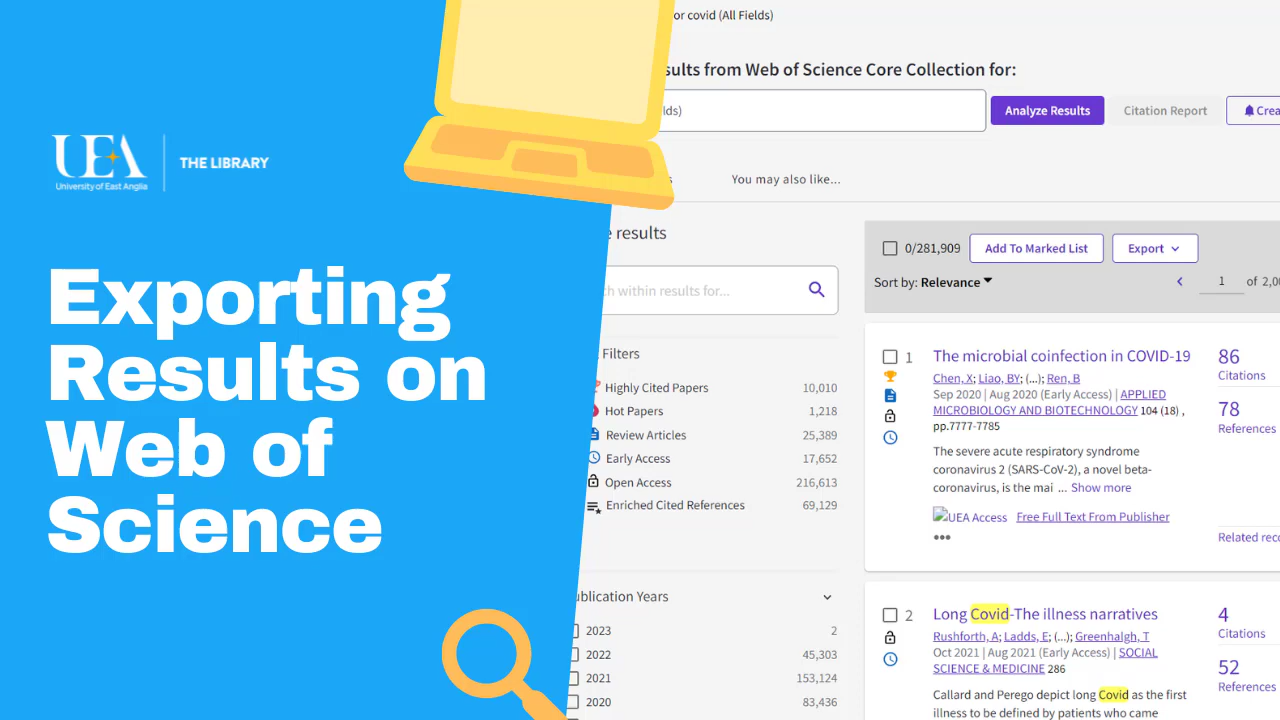 UEA
University of East Anglia
THE LIBRARY
Exporting
Results on
Web of
Science
or covid (All Fields)
from Web of Science Core Collection for:
Analyze Results
Citation Report
You may also like...
results
within results for...
Filters
Highly Cited Papers 10,010
Hot Papers 1,218
Review Articles 25,389
Early Access 17,652
Open Access 216,613
Enriched Cited References 69,129
Publication Years
2023 2
2022 45,303
2021 153,124
2020 83,436
0/281,909 Add To Marked List Export
Sort by: Relevance 1 of
1 The microbial coinfection in COVID-19
Chen, X; Liao, BY; (...); Ren, B
Sep 2020 | Aug 2020 (Early Access) | APPLIED
MICROBIOLOGY AND BIOTECHNOLOGY 104 (18) ,
pp.7777-7785
The severe acute respiratory syndrome
coronavirus 2 (SARS-CoV-2), a novel beta-
coronavirus, is the mai ... Show more
UEA Access Free Full Text From Publisher
86
Citations
78
References
Related
2 Long Covid-The illness narratives
Rushforth, A; Ladds, E; (...); Greenhalgh, T
Oct 2021 | Aug 2021 (Early Access) | SOCIAL
SCIENCE & MEDICINE 286
Callard and Perego depict long Covid as the first
illness to be defined by patients who came
4
Citations
52
References